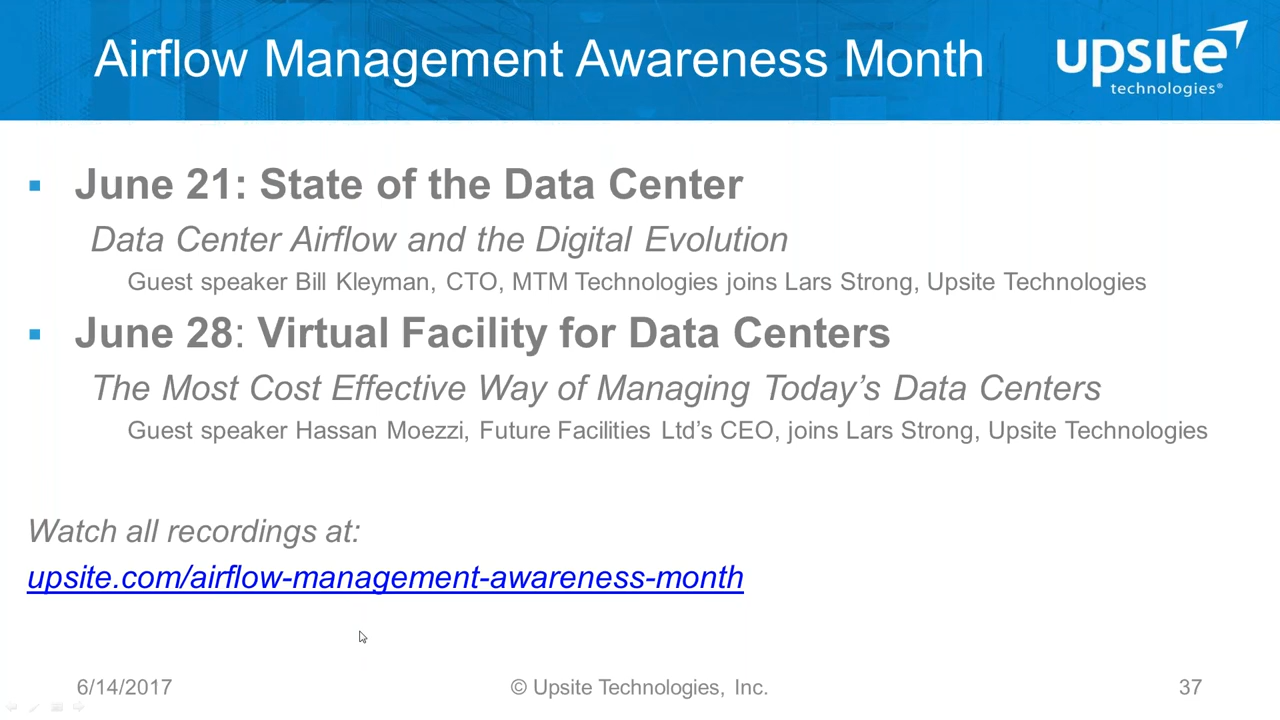 Airflow Management Awareness Month
upsite
technologies®
▪ June 21: State of the Data Center
Data Center Airflow and the Digital Evolution
Guest speaker Bill Kleyman, CTO, MTM Technologies joins Lars Strong, Upsite Technologies
▪ June 28: Virtual Facility for Data Centers
The Most Cost Effective Way of Managing Today’s Data Centers
Guest speaker Hassan Moezzi, Future Facilities Ltd’s CEO, joins Lars Strong, Upsite Technologies
Watch all recordings at:
upsite.com/airflow-management-awareness-month
6/14/2017 © Upsite Technologies, Inc. 37